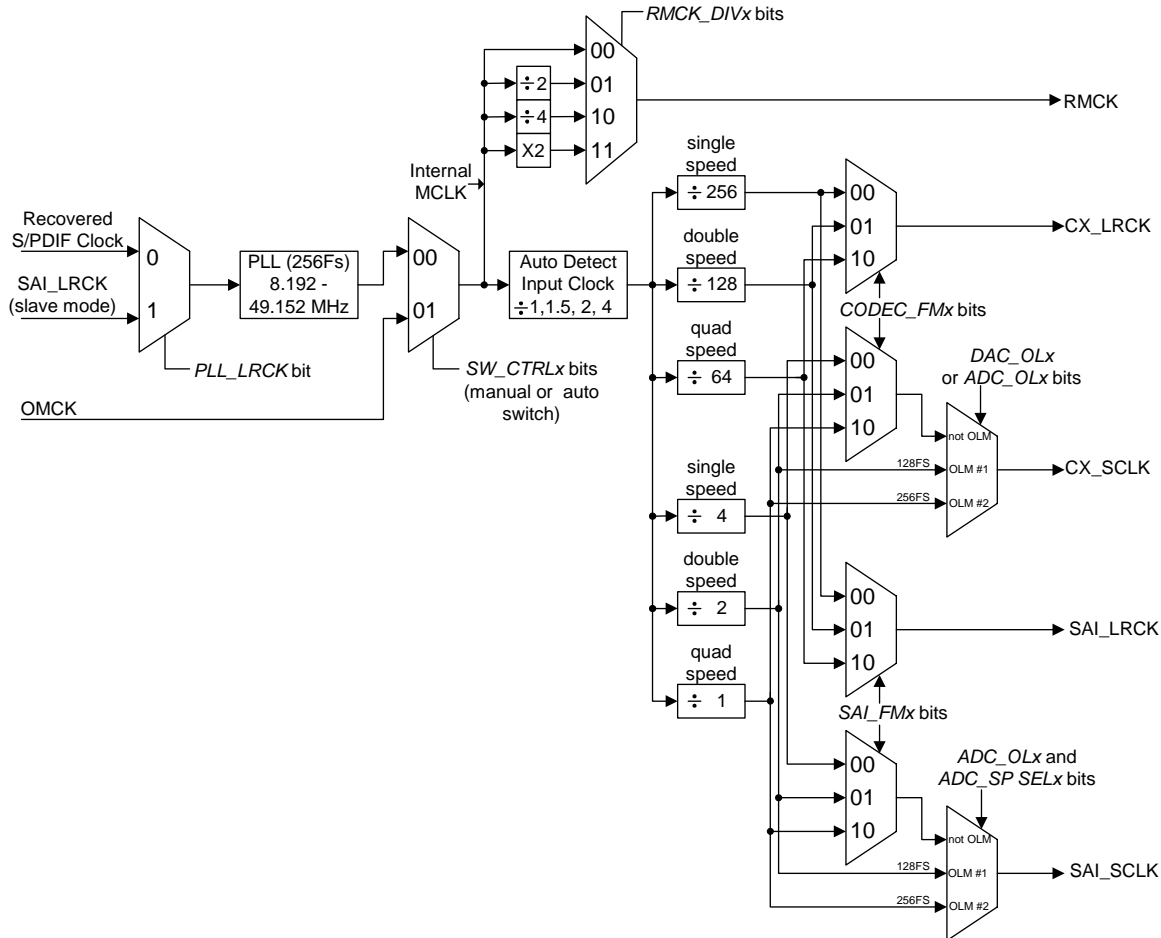 RMCK_DIVx bits
00
÷2
01
÷4
10
X2
11
RMCK
Internal
MCLK
single
speed
÷ 256
00
Recovered
S/PDIF Clock
0
SAI_LRCK
(slave mode)
1
PLL (256Fs)
8.192 -
49.152 MHz
00
01
Auto Detect
Input Clock
÷1,1.5, 2, 4
double
speed
÷ 128
01
10
CX_LRCK
CODEC_FMx bits
PLL_LRCK bit
SW_CTRLx bits
(manual or auto
switch)
OMCK
quad
speed
÷ 64
00
01
10
DAC_OLx
or ADC_OLx bits
not OLM
128FS
OLM #1
256FS
OLM #2
CX_SCLK
single
speed
÷ 4
double
speed
÷ 2
quad
speed
÷ 1
00
01
10
SAI_LRCK
SAI_FMx bits
00
01
10
ADC_OLx and
ADC_SP SELx bits
not OLM
128FS
OLM #1
256FS
OLM #2
SAI_SCLK